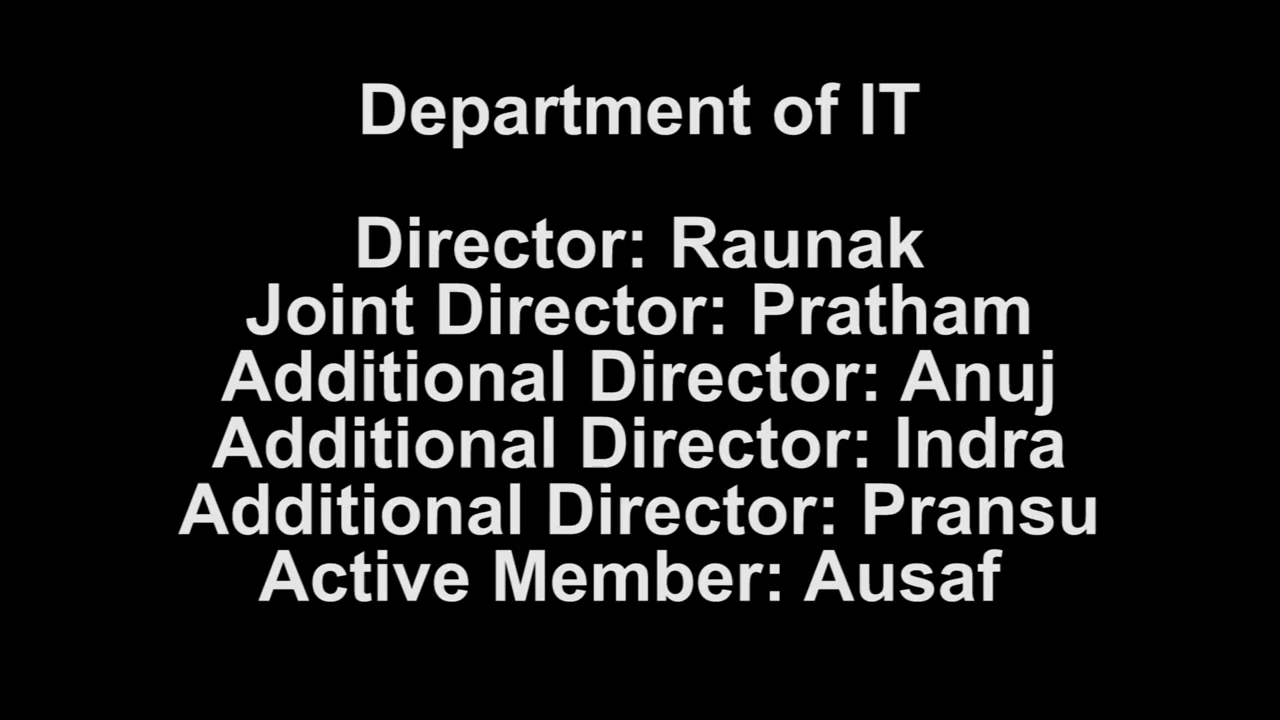 Department of IT
Director: Raunak
Joint Director: Pratham
Additional Director: Anuj
Additional Director: Indra
Additional Director: Pransu
Active Member: Ausaf